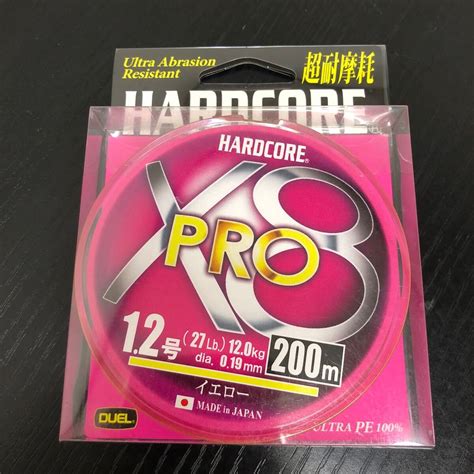 Ultra Abrasion
Resistant
超耐摩耗
HARDCORE
HARDCORE®
X8
PRO
1.2号 (27Lb.) 12.0kg
dia. 0.19mm
200m
イエロー
MADE in JAPAN
DUEL®
ULTRA PE 100%